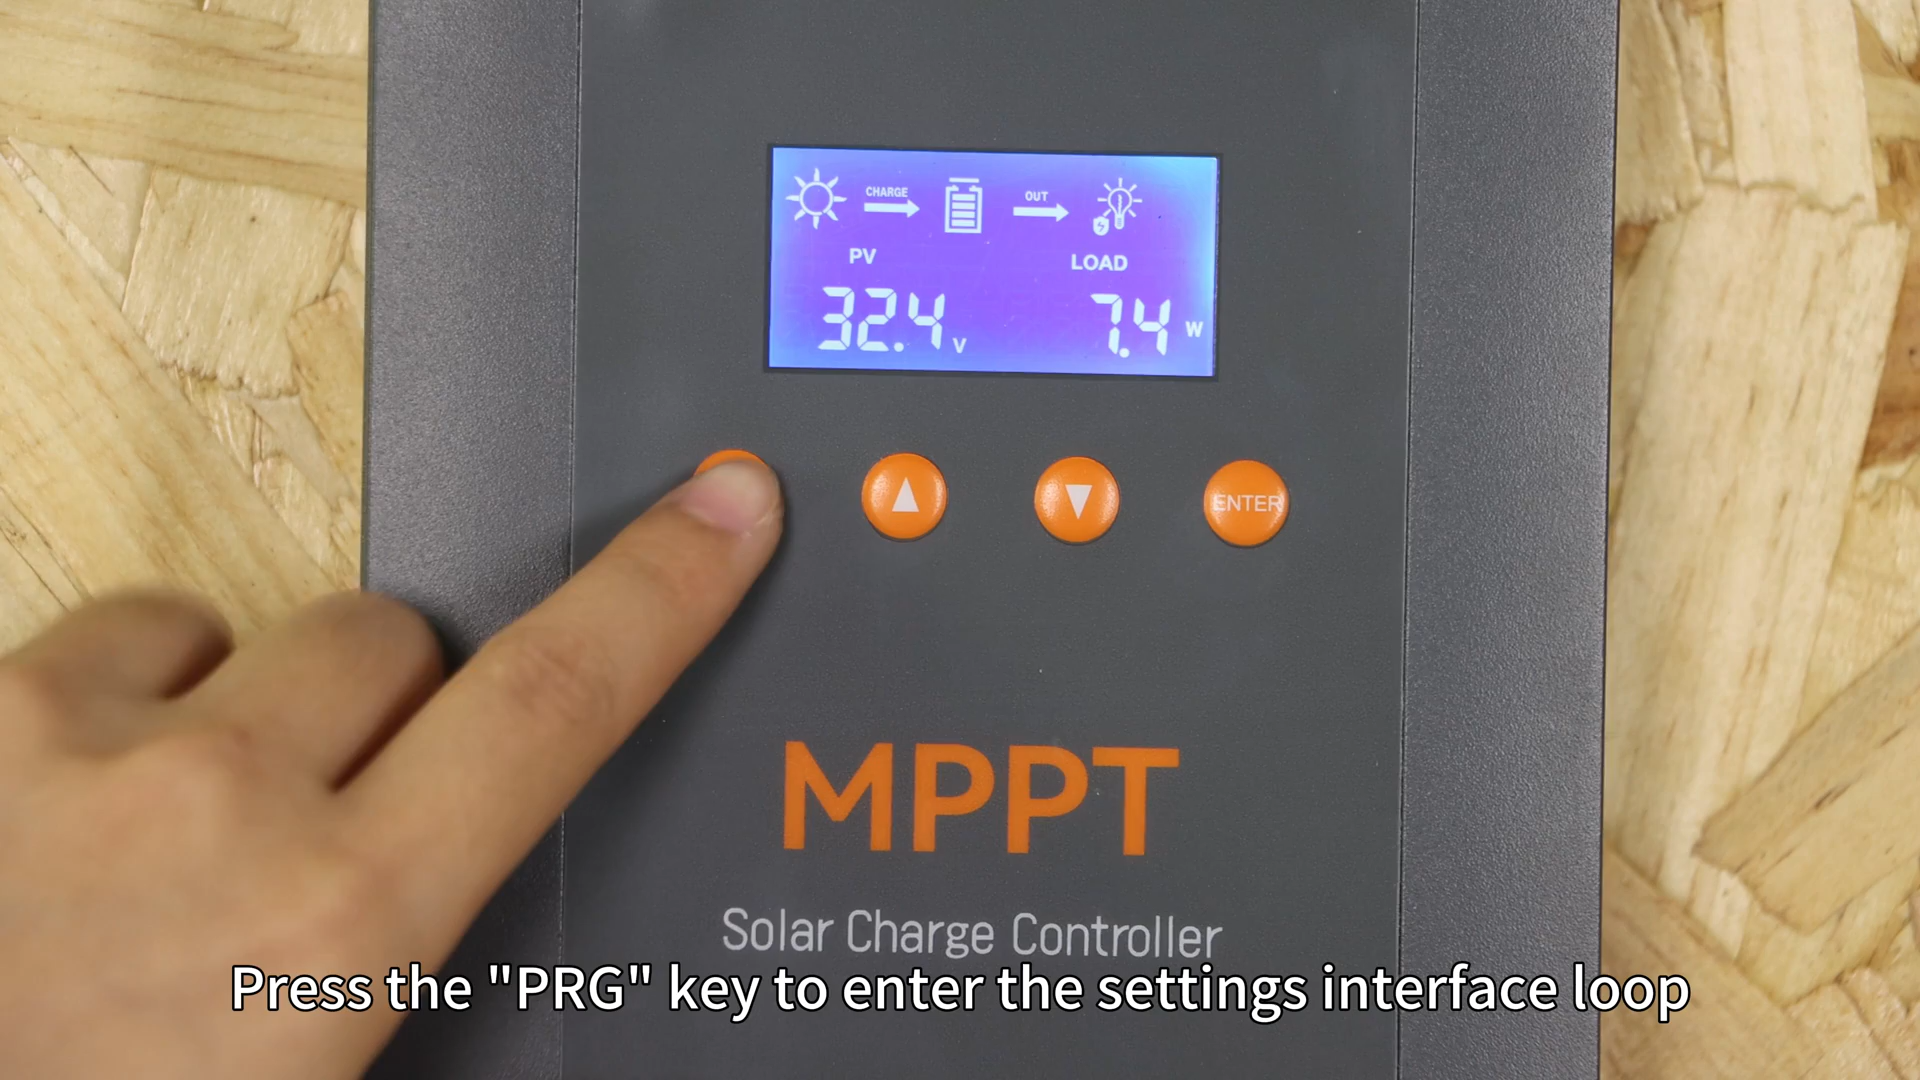 CHARGE
OUT
PV
LOAD
32.4 V
7.4 W
ENTER
MPPT
Solar Charge Controller
Press the "PRG" key to enter the settings interface loop